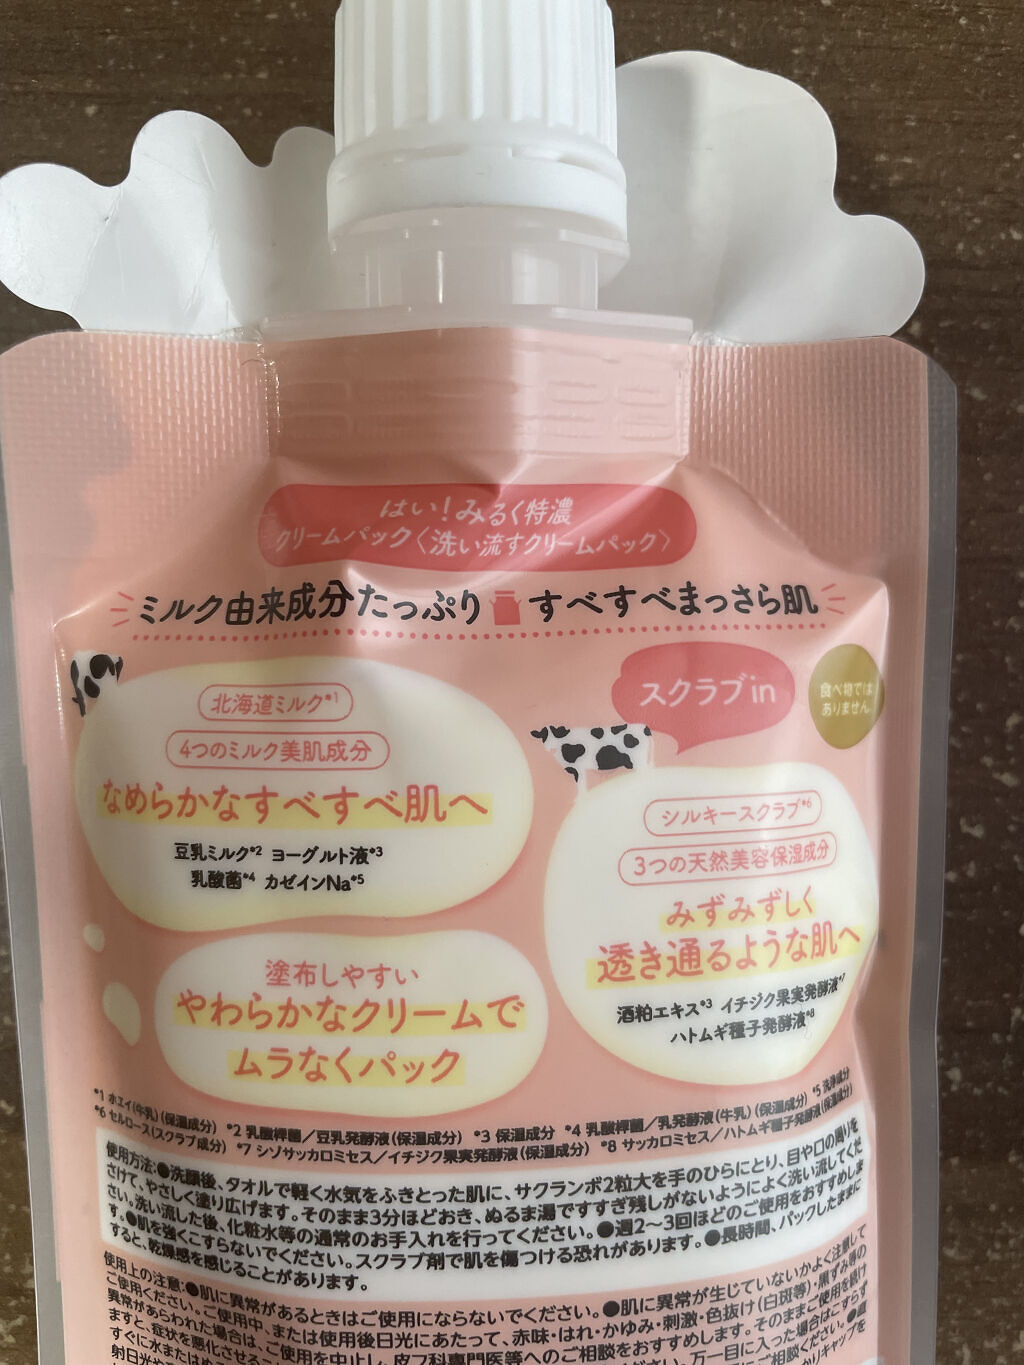 はい！みるく特濃
クリームパック〈洗い流すクリームパック〉
ミルク由来成分たっぷり すべすべまっさら肌
北海道ミルク*1
4つのミルク美肌成分
なめらかなすべすべ肌へ
豆乳ミルク*2 ヨーグルト液*3
乳酸菌*4 カゼインNa*5
スクラブin
食べ物では
ありません
シルキースクラブ*6
3つの天然美容保湿成分
みずみずしく
透き通るような肌へ
酒粕エキス*3 イチジク果実発酵液*7
ハトムギ種子発酵液*8
塗布しやすい
やわらかなクリームで
ムラなくパック
*1 ホエイ(牛乳)(保湿成分) *2 乳酸桿菌／豆乳発酵液(保湿成分) *3 保湿成分 *4 乳酸桿菌／乳発酵液(牛乳)(保湿成分) *5 洗浄成分
*6 セルロース(スクラブ成分) *7 シゾサッカロミセス／イチジク果実発酵液(保湿成分) *8 サッカロミセス／ハトムギ種子発酵液(保湿成分)
使用方法:●洗顔後、タオルで軽く水気をふきとった肌に、サクランボ2粒大を手のひらにとり、目や口の周りを
さけて、やさしく塗り広げます。そのまま3分ほどおき、ぬるま湯ですすぎ残しがないようによく洗い流してくだ
さい。洗い流した後、化粧水等の通常のお手入れを行ってください。●週2〜3回ほどのご使用をおすすめしま
す。●肌を強くこすらないでください。スクラブ剤で肌を傷つける恐れがあります。●長時間、パックしたままに
すると、乾燥感を感じることがあります。
使用上の注意:●肌に異常があるときはご使用にならないでください。●肌に異常が生じていないかよく注意して
ご使用ください。ご使用中、または使用後日光にあたって、赤味・はれ・かゆみ・刺激・色抜け(白斑等)・黒ずみ等の
異常があらわれた場合は、ご使用を中止し、皮フ科専門医等へのご相談をおすすめします。そのままご使用を続け
ますと、症状を悪化させる